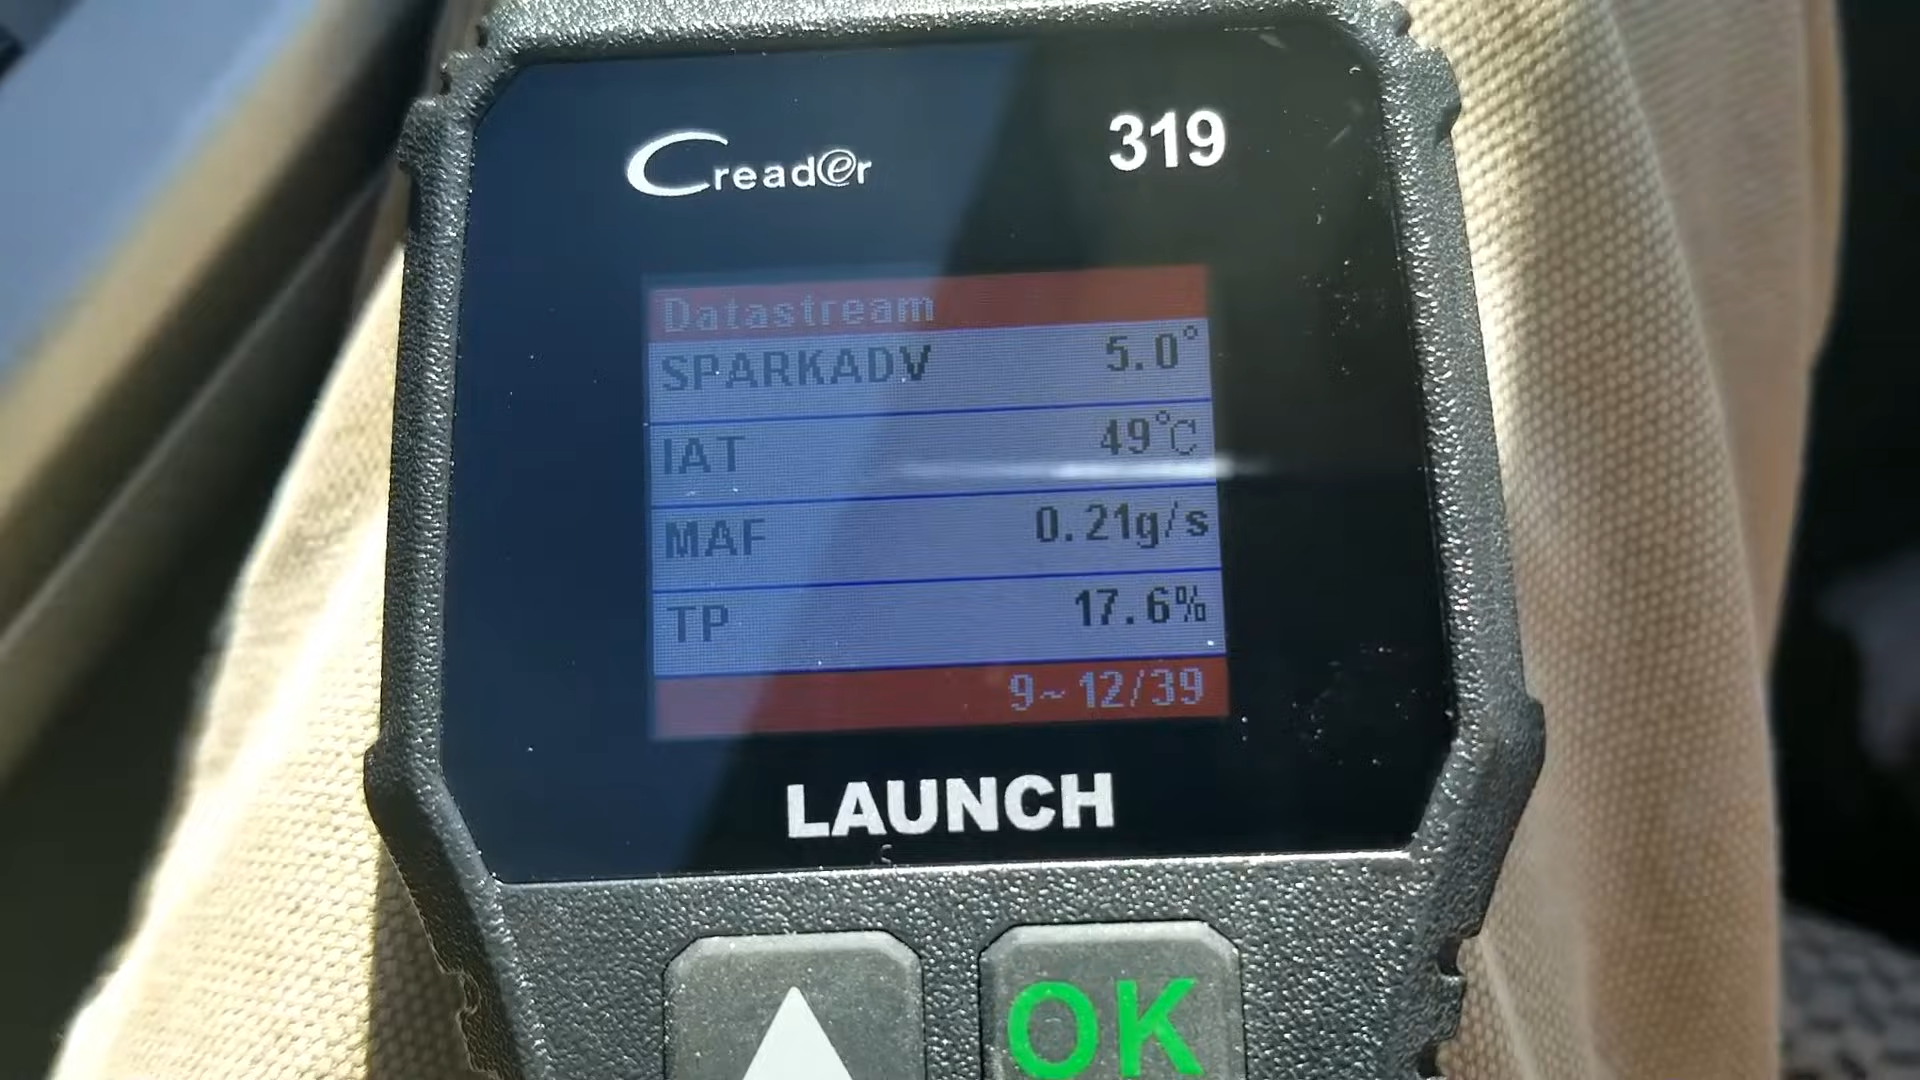 Creader 319
Datastream
SPARKADV 5.0°
IAT 49℃
MAF 0.21g/s
TP 17.6%
9~12/39
LAUNCH
OK